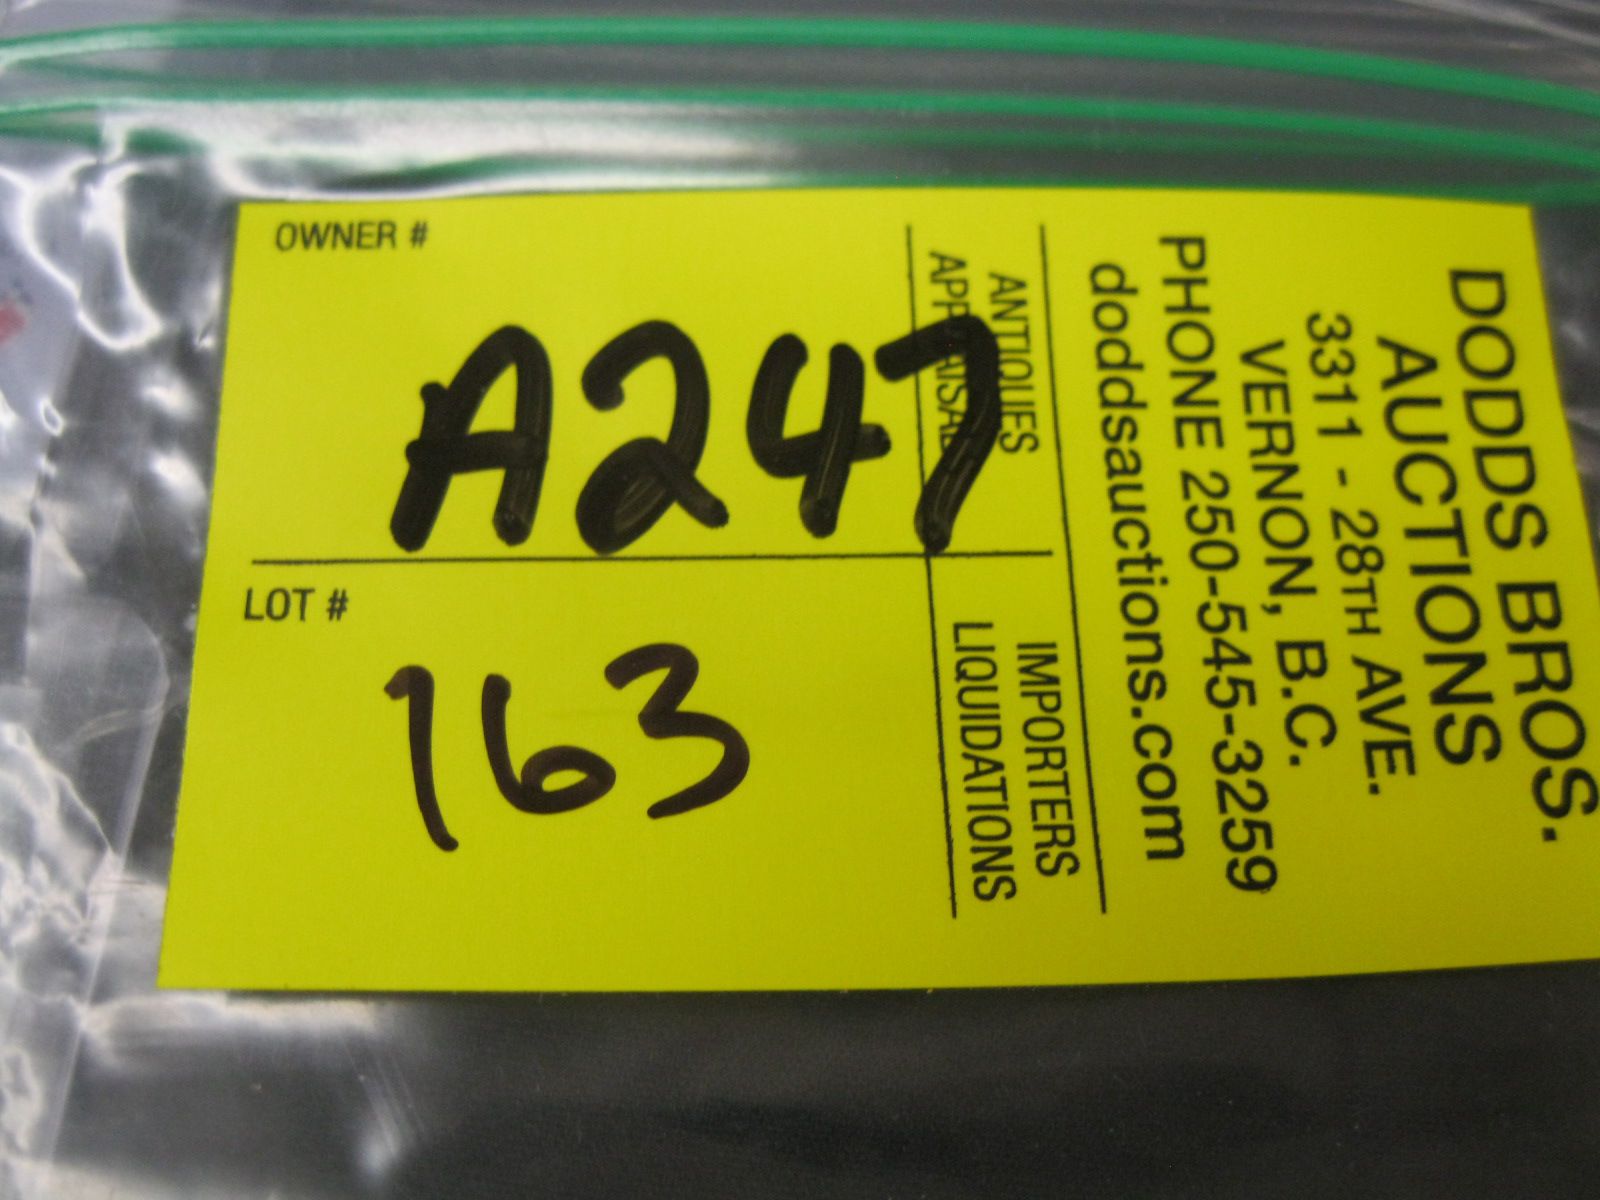 OWNER #
A247
LOT #
163
DODDS BROS.
AUCTIONS
3311 - 28TH AVE.
VERNON, B.C.
PHONE 250-545-3259
doddsauctions.com
ANTIQUES
IMPORTERS
LIQUIDATIONS